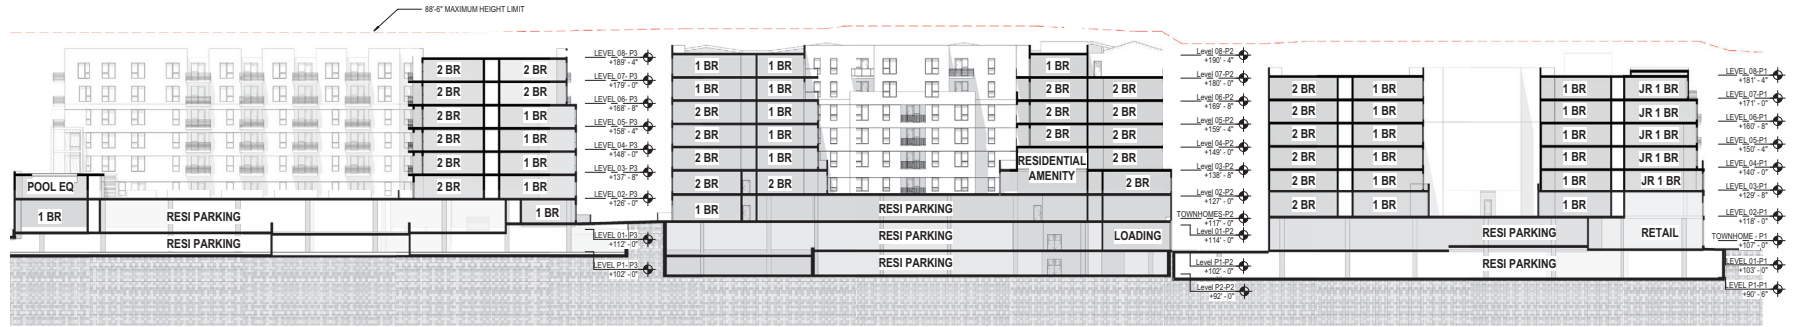 88'-6" MAXIMUM HEIGHT LIMIT
2 BR
2 BR
2 BR
2 BR
2 BR
1 BR
2 BR
1 BR
2 BR
1 BR
2 BR
1 BR
POOL EQ
1 BR
RESI PARKING
1 BR
RESI PARKING
LEVEL 08- P3
+189' - 4"
LEVEL 07- P3
+179' - 0"
LEVEL 06- P3
+168' - 8"
LEVEL 05- P3
+158' - 4"
LEVEL 04- P3
+148' - 0"
LEVEL 03- P3
+137' - 8"
LEVEL 02- P3
+126' - 0"
LEVEL 01- P3
+112' - 0"
LEVEL P1- P3
+102' - 0"
1 BR
1 BR
1 BR
1 BR
1 BR
2 BR
1 BR
2 BR
2 BR
2 BR
1 BR
2 BR
2 BR
2 BR
1 BR
2 BR
2 BR
2 BR
1 BR
RESIDENTIAL
AMENITY
2 BR
2 BR
2 BR
2 BR
1 BR
RESI PARKING
RESI PARKING
LOADING
RESI PARKING
Level 08-P2
+190' - 4"
Level 07-P2
+180' - 0"
Level 06-P2
+169' - 8"
Level 05-P2
+159' - 4"
Level 04-P2
+149' - 0"
Level 03-P2
+138' - 8"
Level 02-P2
+127' - 0"
TOWNHOMES-P2
+117' - 0"
Level 01-P2
+114' - 0"
Level P1-P2
+102' - 0"
Level P2-P2
+92' - 0"
2 BR
1 BR
1 BR
JR 1 BR
2 BR
1 BR
1 BR
JR 1 BR
2 BR
1 BR
1 BR
JR 1 BR
2 BR
1 BR
1 BR
JR 1 BR
2 BR
1 BR
1 BR
JR 1 BR
2 BR
1 BR
1 BR
RESI PARKING
RETAIL
RESI PARKING
LEVEL 08-P1
+181' - 4"
LEVEL 07-P1
+171' - 0"
LEVEL 06-P1
+160' - 8"
LEVEL 05-P1
+150' - 4"
LEVEL 04-P1
+140' - 0"
LEVEL 03-P1
+129' - 8"
LEVEL 02-P1
+118' - 0"
TOWNHOME - P1
+107' - 0"
LEVEL 01-P1
+103' - 0"
LEVEL P1-P1
+90' - 6"